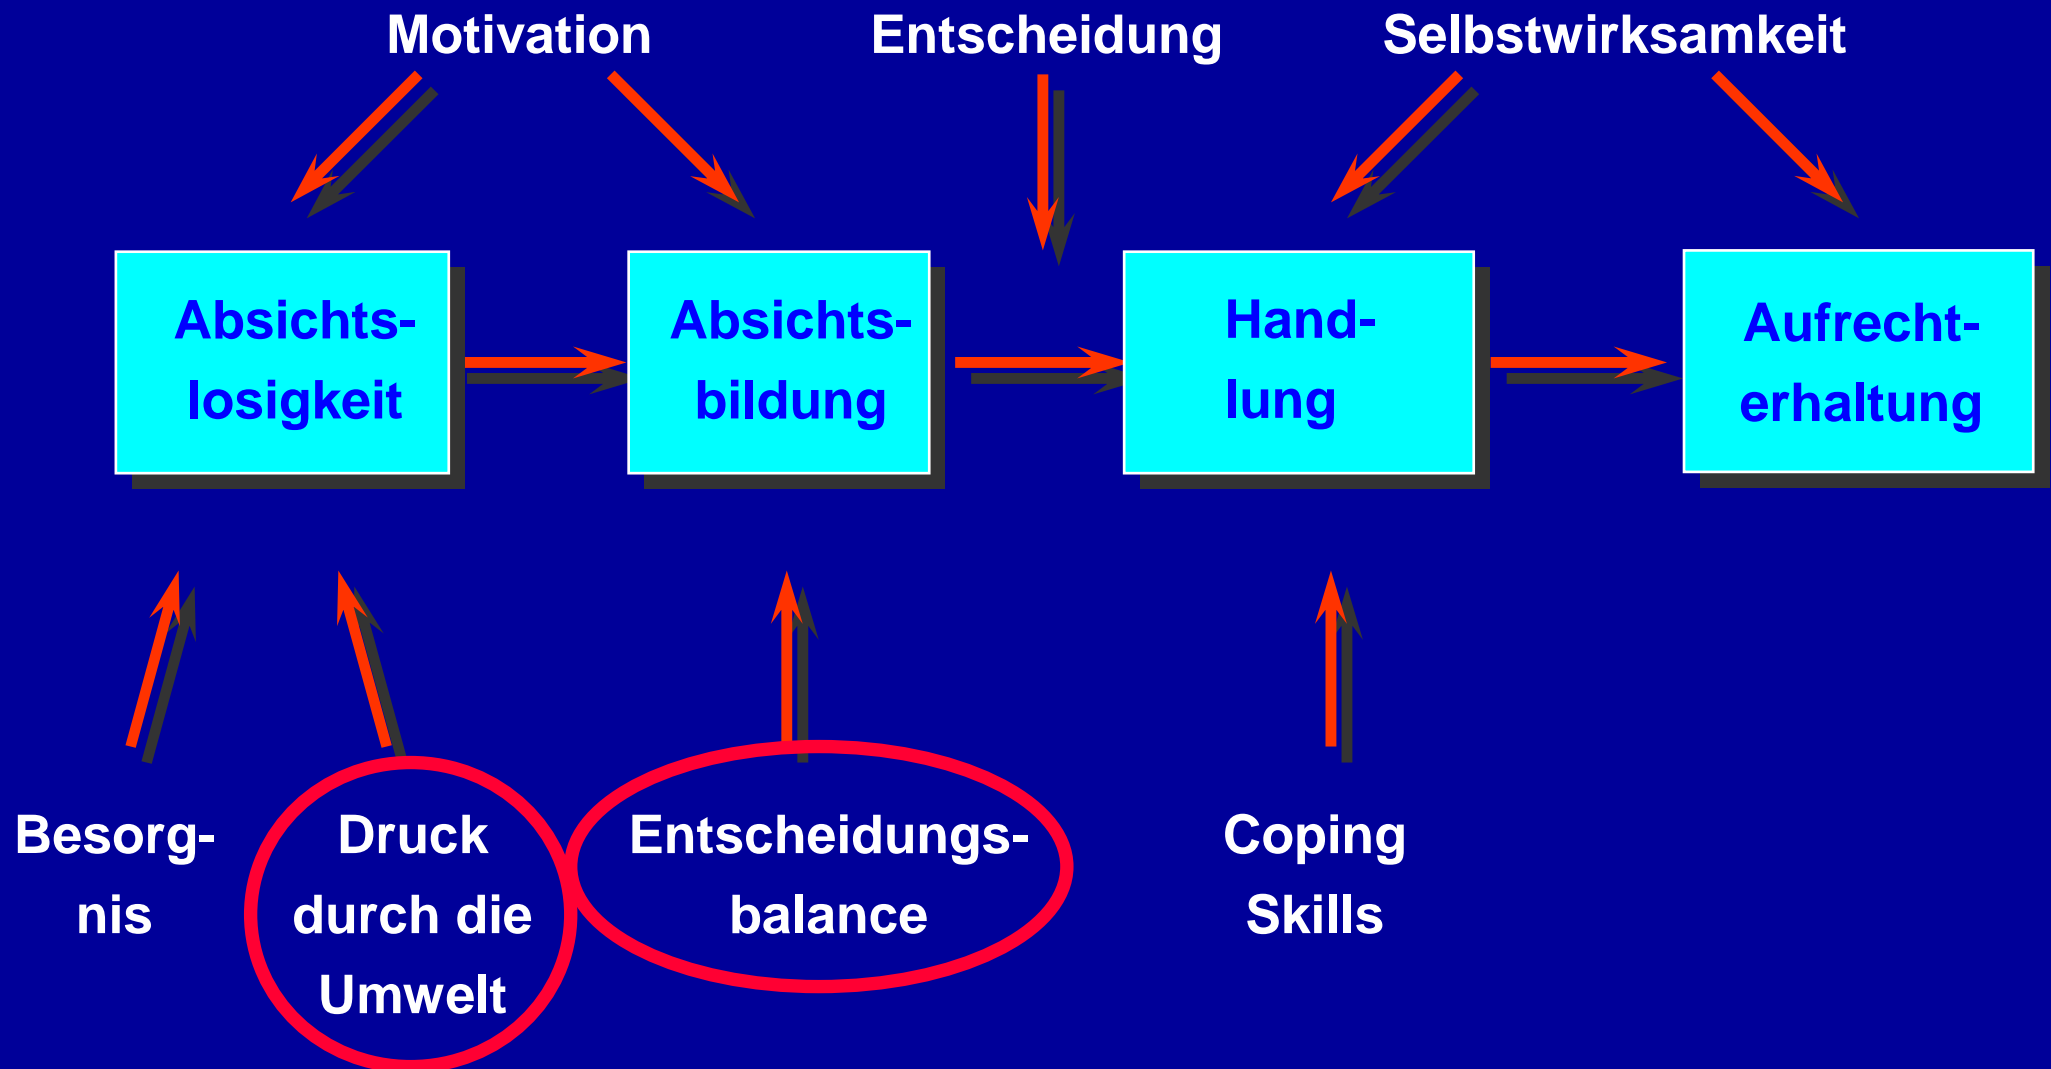 Motivation
Entscheidung
Selbstwirksamkeit
Absichts-
losigkeit
Absichts-
bildung
Hand-
lung
Aufrecht-
erhaltung
Besorg-
nis
Druck
durch die
Umwelt
Entscheidungs-
balance
Coping
Skills